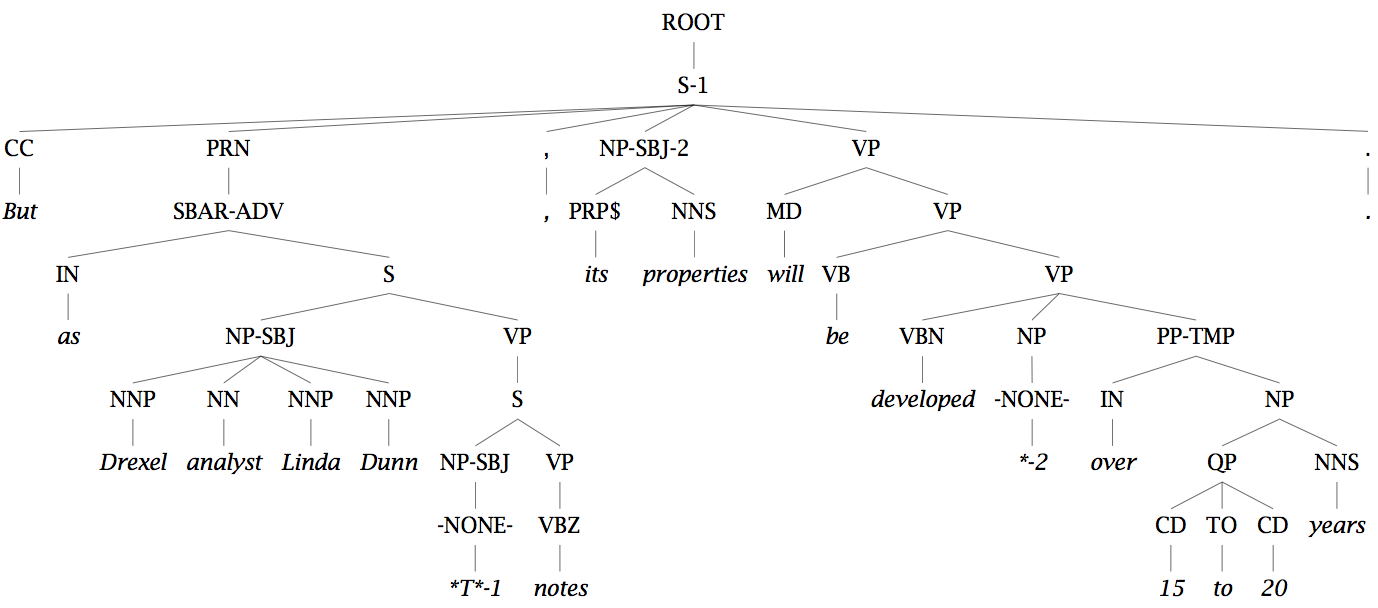 ROOT
S-1
CC PRN , NP-SBJ-2 VP .
But SBAR-ADV , PRP$ NNS MD VP .
IN S its properties will VB VP
as NP-SBJ VP be VBN NP PP-TMP
NNP NN NNP NNP S developed -NONE- IN NP
Drexel analyst Linda Dunn NP-SBJ VP *-2 over QP NNS
-NONE- VBZ CD TO CD years
*T*-1 notes 15 to 20